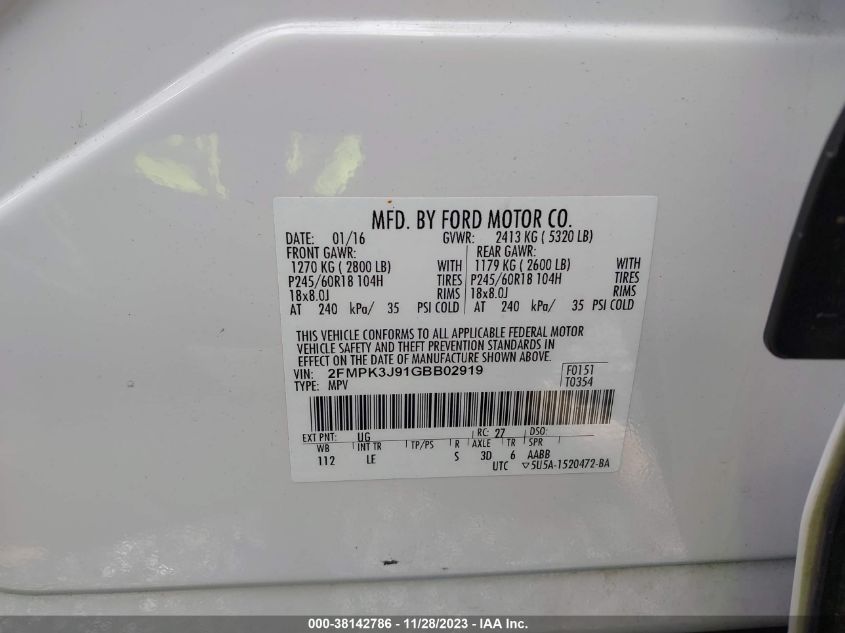 MFD. BY FORD MOTOR CO.
DATE: 01/16 GVWR: 2413 KG ( 5320 LB)
FRONT GAWR: REAR GAWR:
1270 KG ( 2800 LB) WITH 1179 KG ( 2600 LB) WITH
P245/60R18 104H TIRES P245/60R18 104H TIRES
18x8.0J RIMS 18x8.0J RIMS
AT 240 kPa/ 35 PSI COLD AT 240 kPa/ 35 PSI COLD
THIS VEHICLE CONFORMS TO ALL APPLICABLE FEDERAL MOTOR
VEHICLE SAFETY AND THEFT PREVENTION STANDARDS IN
EFFECT ON THE DATE OF MANUFACTURE SHOWN ABOVE.
VIN: 2FMPK3J91GBB02919 F0151
TYPE: MPV T0354
EXT PNT: UG RC: 27 DSO:
WB INT TR TP/PS R AXLE TR SPR
112 LE S 3D 6 AABB
UTC ▽5U5A-1520472-BA
000-38142786 - 11/28/2023 - IAA Inc.